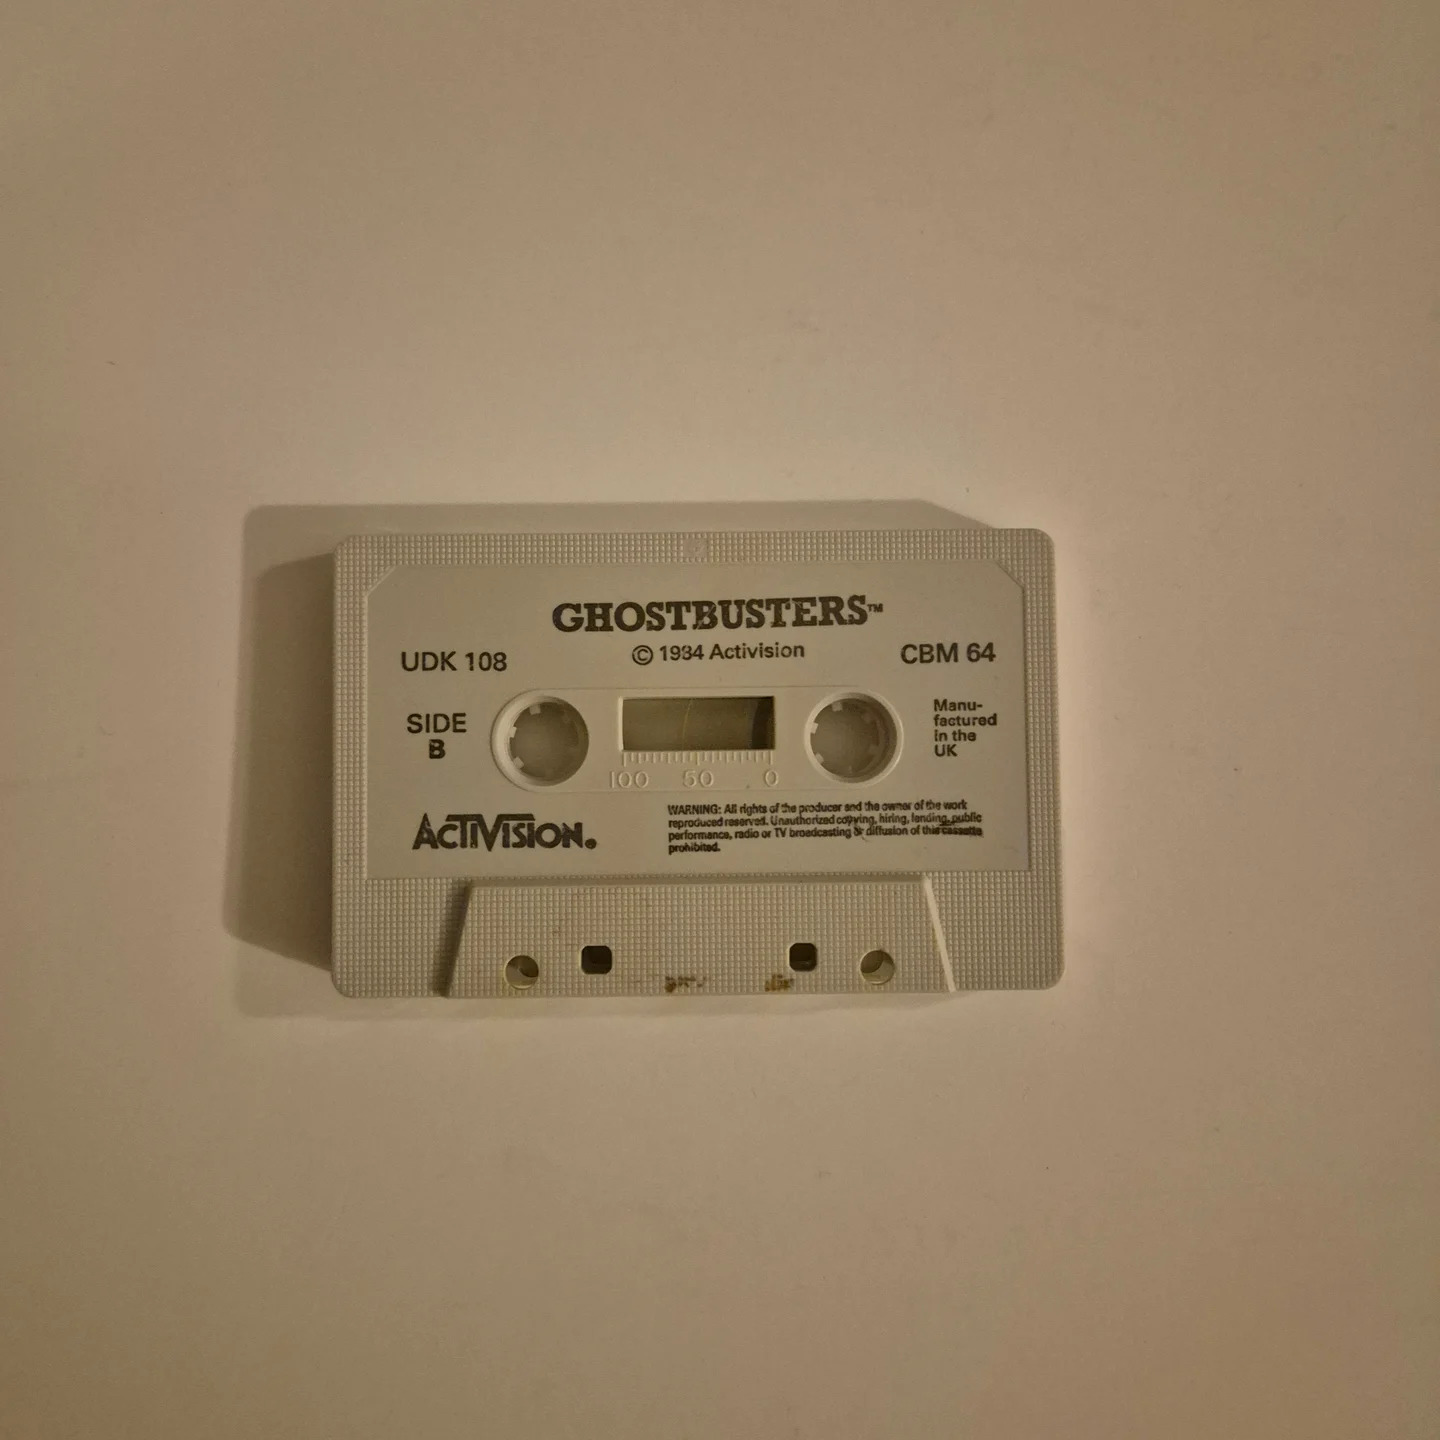 GHOSTBUSTERS™
© 1984 Activision
UDK 108
CBM 64
SIDE
B
Manu-
factured
in the
UK
100 50 0
ACTIVISION®
WARNING: All rights of the producer and the owner of the work
reproduced reserved. Unauthorized copying, hiring, lending, public
performance, radio or TV broadcasting or diffusion of this cassette
prohibited.